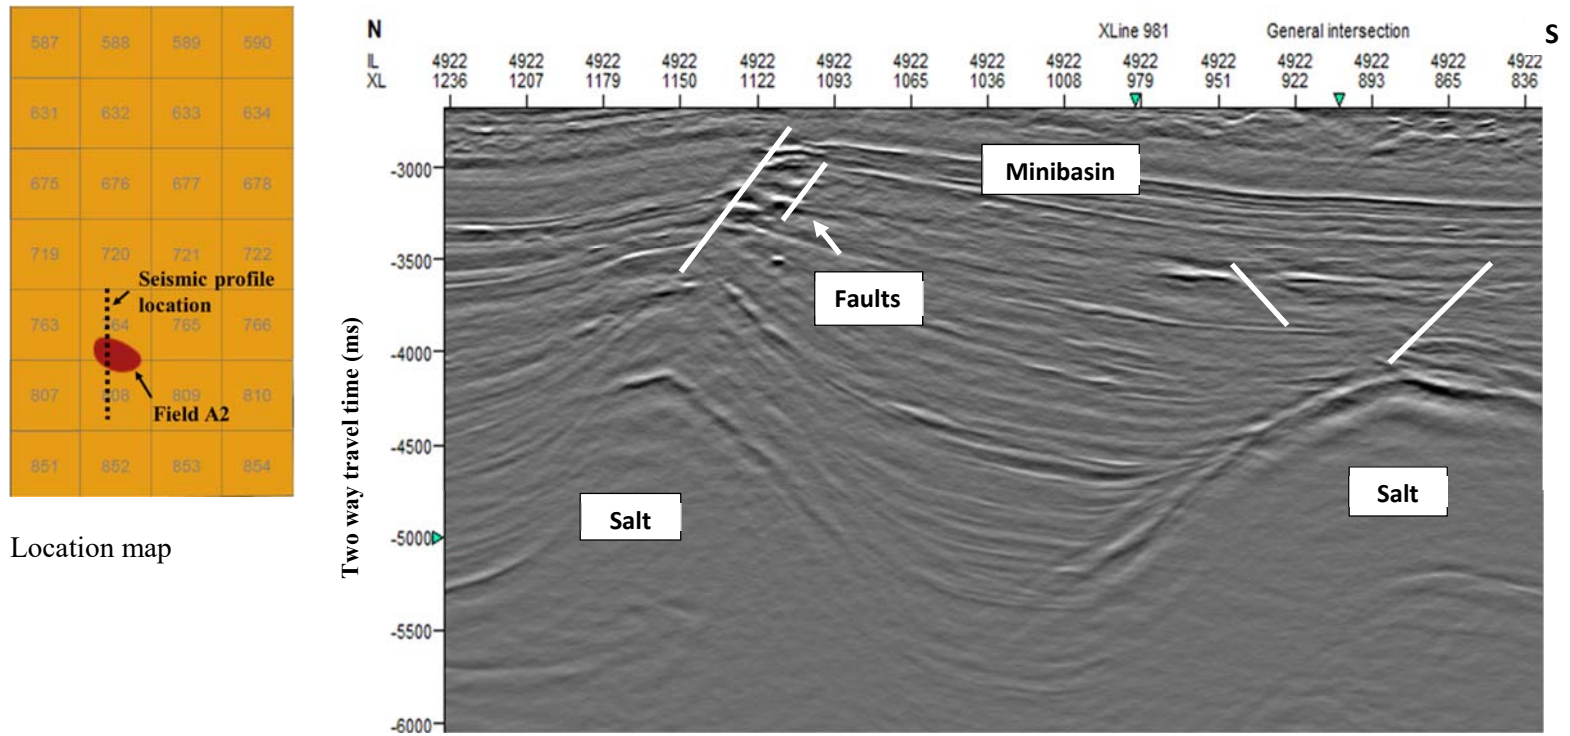 587 588 589 590
631 632 633 634
675 676 677 678
719 720 721 722
Seismic profile
location
763 64 765 766
807 808 809 810
Field A2
851 852 853 854
Location map
N XLine 981 General intersection S
IL 4922 4922 4922 4922 4922 4922 4922 4922 4922 4922 4922 4922 4922 4922 4922
XL 1236 1207 1179 1150 1122 1093 1065 1036 1008 979 951 922 893 865 836
Two way travel time (ms)
-3000
-3500
-4000
-4500
-5000
-5500
-6000
Minibasin
Faults
Salt
Salt